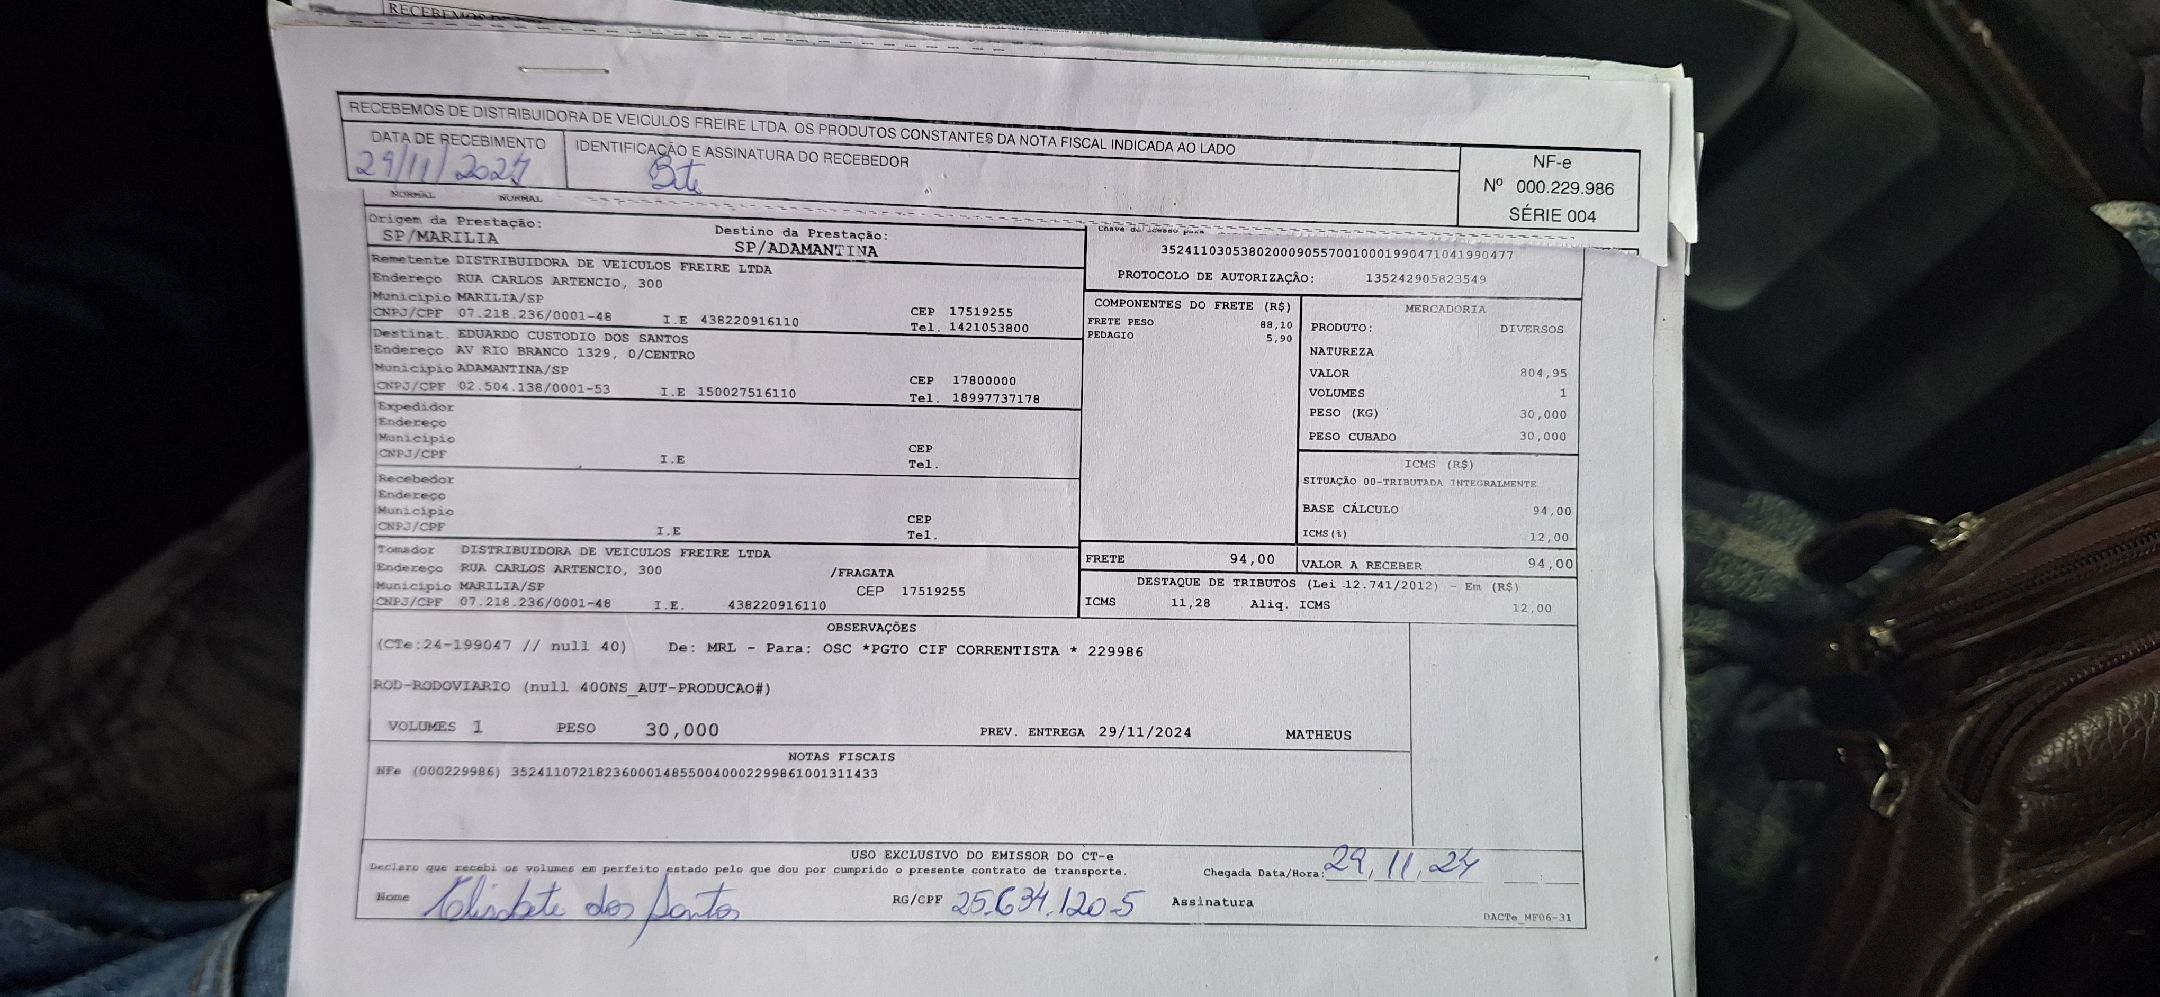 RECEBEMOS DE
RECEBEMOS DE DISTRIBUIDORA DE VEICULOS FREIRE LTDA. OS PRODUTOS CONSTANTES DA NOTA FISCAL INDICADA AO LADO
DATA DE RECEBIMENTO IDENTIFICAÇÃO E ASSINATURA DO RECEBEDOR
29/11/2024 Bete
NF-e
Nº 000.229.986
SÉRIE 004
NORMAL NORMAL
Origem da Prestação: Destino da Prestação:
SP/MARILIA SP/ADAMANTINA
Chave de acesso para
35241103053802000905570010001990471041990477
PROTOCOLO DE AUTORIZAÇÃO: 135242905823549
Remetente DISTRIBUIDORA DE VEICULOS FREIRE LTDA
Endereço RUA CARLOS ARTENCIO, 300
Municipio MARILIA/SP CEP 17519255
CNPJ/CPF 07.218.236/0001-48 I.E 438220916110 Tel. 1421053800
Destinat. EDUARDO CUSTODIO DOS SANTOS
Endereço AV RIO BRANCO 1329, 0/CENTRO
Municipio ADAMANTINA/SP CEP 17800000
CNPJ/CPF 02.504.138/0001-53 I.E 150027516110 Tel. 18997737178
Expedidor
Endereço
Municipio CEP
CNPJ/CPF I.E Tel.
Recebedor
Endereço
Municipio CEP
CNPJ/CPF I.E Tel.
Tomador DISTRIBUIDORA DE VEICULOS FREIRE LTDA
Endereço RUA CARLOS ARTENCIO, 300 /FRAGATA
Municipio MARILIA/SP CEP 17519255
CNPJ/CPF 07.218.236/0001-48 I.E. 438220916110
COMPONENTES DO FRETE (R$)
FRETE PESO 88,10
PEDAGIO 5,90
MERCADORIA
PRODUTO: DIVERSOS
NATUREZA
VALOR 804,95
VOLUMES 1
PESO (KG) 30,000
PESO CUBADO 30,000
ICMS (R$)
SITUAÇÃO 00-TRIBUTADA INTEGRALMENTE
BASE CÁLCULO 94,00
ICMS(%) 12,00
FRETE 94,00 VALOR A RECEBER 94,00
DESTAQUE DE TRIBUTOS (Lei 12.741/2012) - Em (R$)
ICMS 11,28 Aliq. ICMS 12,00
OBSERVAÇÕES
(CTe:24-199047 // null 40) De: MRL - Para: OSC *PGTO CIF CORRENTISTA * 229986
ROD-RODOVIARIO (null 400NS_AUT-PRODUCAO#)
VOLUMES 1 PESO 30,000 PREV. ENTREGA 29/11/2024 MATHEUS
NOTAS FISCAIS
NFe (000229986) 35241107218236000148550040002299861001311433
USO EXCLUSIVO DO EMISSOR DO CT-e
Declaro que recebi os volumes em perfeito estado pelo que dou por cumprido o presente contrato de transporte. Chegada Data/Hora: 29, 11, 24
Nome Elisabete dos Santos RG/CPF 25.634.120-5 Assinatura
DACTe_MF06-31